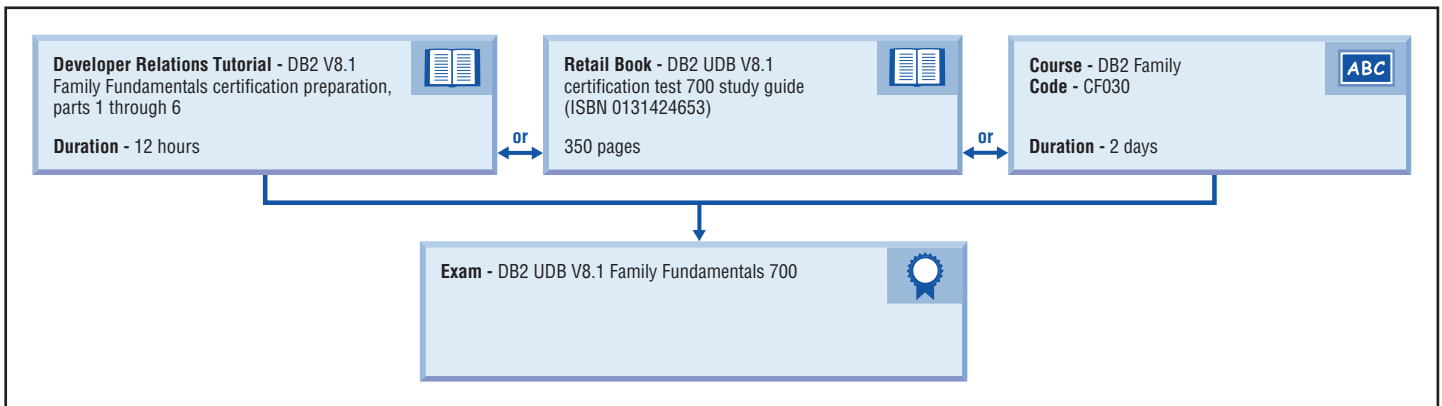 Developer Relations Tutorial - DB2 V8.1
Family Fundamentals certification preparation,
parts 1 through 6
Duration - 12 hours
or
Retail Book - DB2 UDB V8.1
certification test 700 study guide
(ISBN 0131424653)
350 pages
or
Course - DB2 Family
Code - CF030
Duration - 2 days
ABC
Exam - DB2 UDB V8.1 Family Fundamentals 700